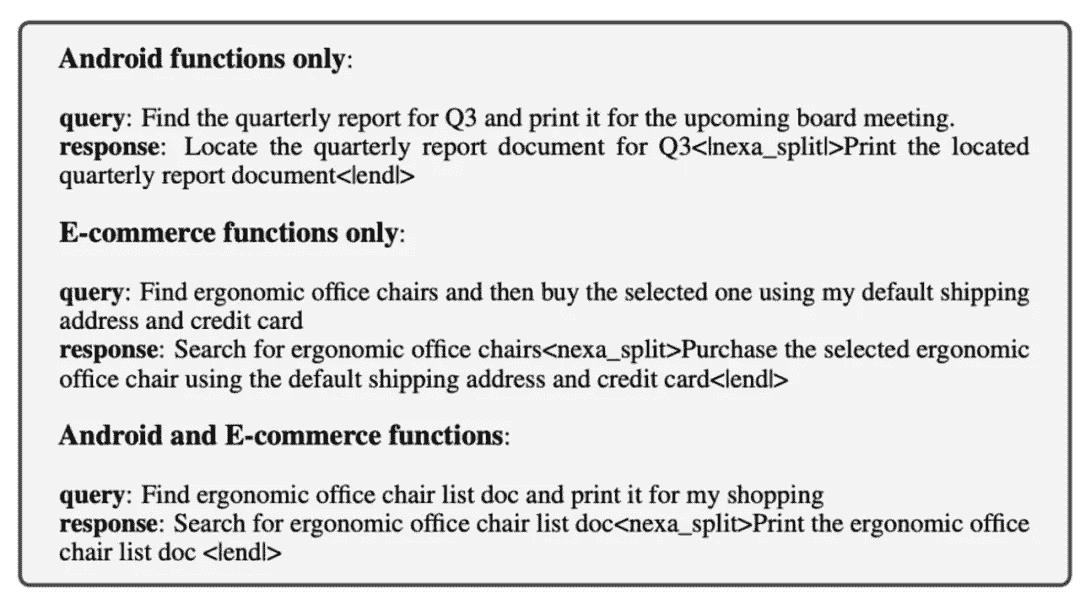 Android functions only:
query: Find the quarterly report for Q3 and print it for the upcoming board meeting.
response: Locate the quarterly report document for Q3<|nexa_split|>Print the located
quarterly report document<|end|>
E-commerce functions only:
query: Find ergonomic office chairs and then buy the selected one using my default shipping
address and credit card
response: Search for ergonomic office chairs<nexa_split>Purchase the selected ergonomic
office chair using the default shipping address and credit card<|end|>
Android and E-commerce functions:
query: Find ergonomic office chair list doc and print it for my shopping
response: Search for ergonomic office chair list doc<nexa_split>Print the ergonomic office
chair list doc <|end|>